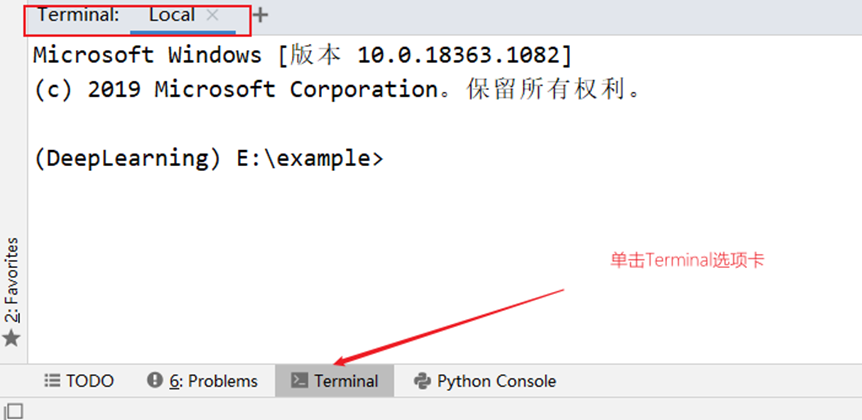 Terminal: Local × +
Microsoft Windows [版本 10.0.18363.1082]
(c) 2019 Microsoft Corporation。保留所有权利。
(DeepLearning) E:\example>
单击Terminal选项卡
2: Favorites
TODO 6: Problems Terminal Python Console